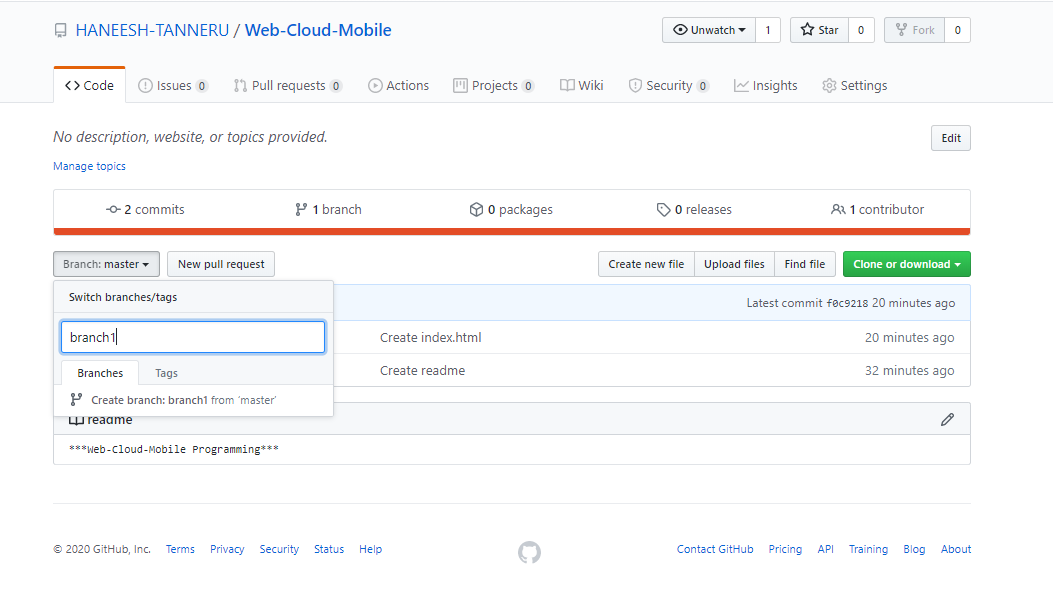 HANEESH-TANNERU / Web-Cloud-Mobile
Unwatch 1 Star 0 Fork 0
Code Issues 0 Pull requests 0 Actions Projects 0 Wiki Security 0 Insights Settings
No description, website, or topics provided.
Edit
Manage topics
2 commits 1 branch 0 packages 0 releases 1 contributor
Branch: master New pull request Create new file Upload files Find file Clone or download
Switch branches/tags
Latest commit f0c9218 20 minutes ago
branch1
Create index.html 20 minutes ago
Branches Tags
Create readme 32 minutes ago
Create branch: branch1 from ‘master’
readme
***Web-Cloud-Mobile Programming***
© 2020 GitHub, Inc. Terms Privacy Security Status Help Contact GitHub Pricing API Training Blog About